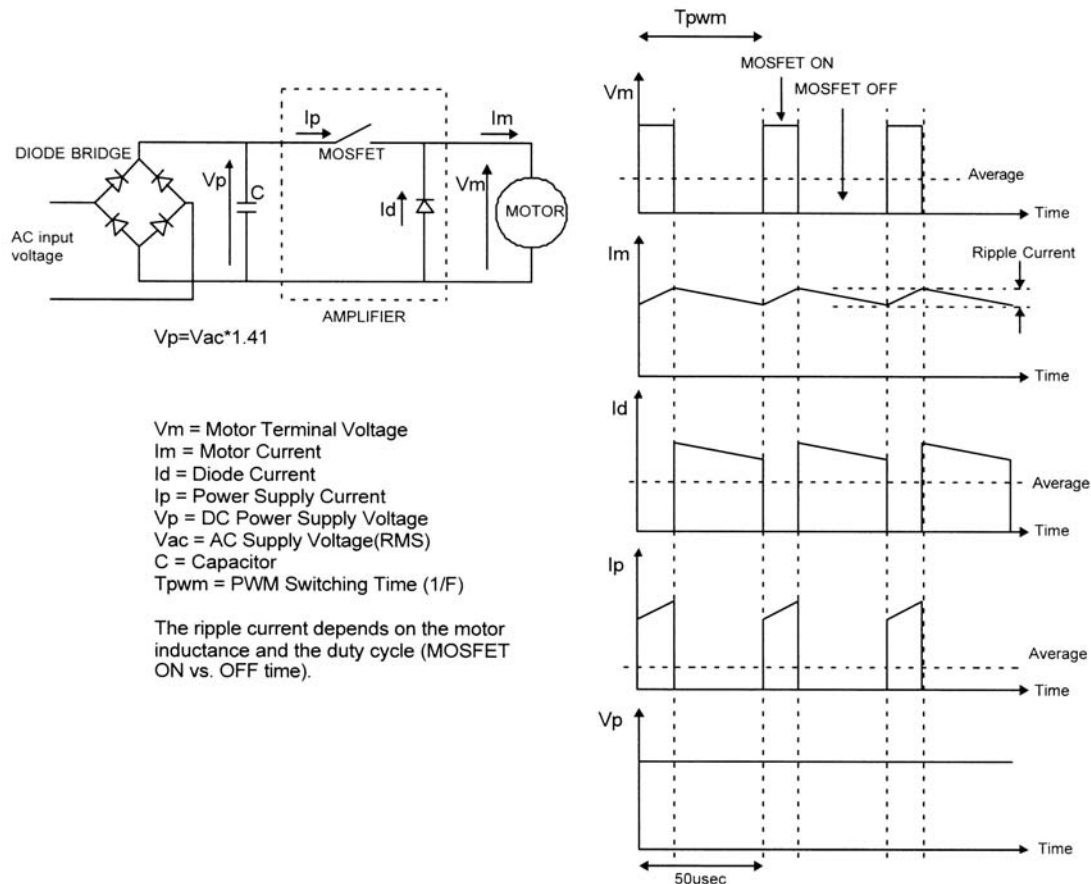 DIODE BRIDGE
AC input
voltage
Vp
C
Ip
MOSFET
Im
Id
Vm
MOTOR
AMPLIFIER
Vp=Vac*1.41
Vm = Motor Terminal Voltage
Im = Motor Current
Id = Diode Current
Ip = Power Supply Current
Vp = DC Power Supply Voltage
Vac = AC Supply Voltage(RMS)
C = Capacitor
Tpwm = PWM Switching Time (1/F)
The ripple current depends on the motor
inductance and the duty cycle (MOSFET
ON vs. OFF time).
Tpwm
MOSFET ON
MOSFET OFF
Vm
Average
Time
Im
Ripple Current
Time
Id
Average
Time
Ip
Average
Time
Vp
Time
50usec